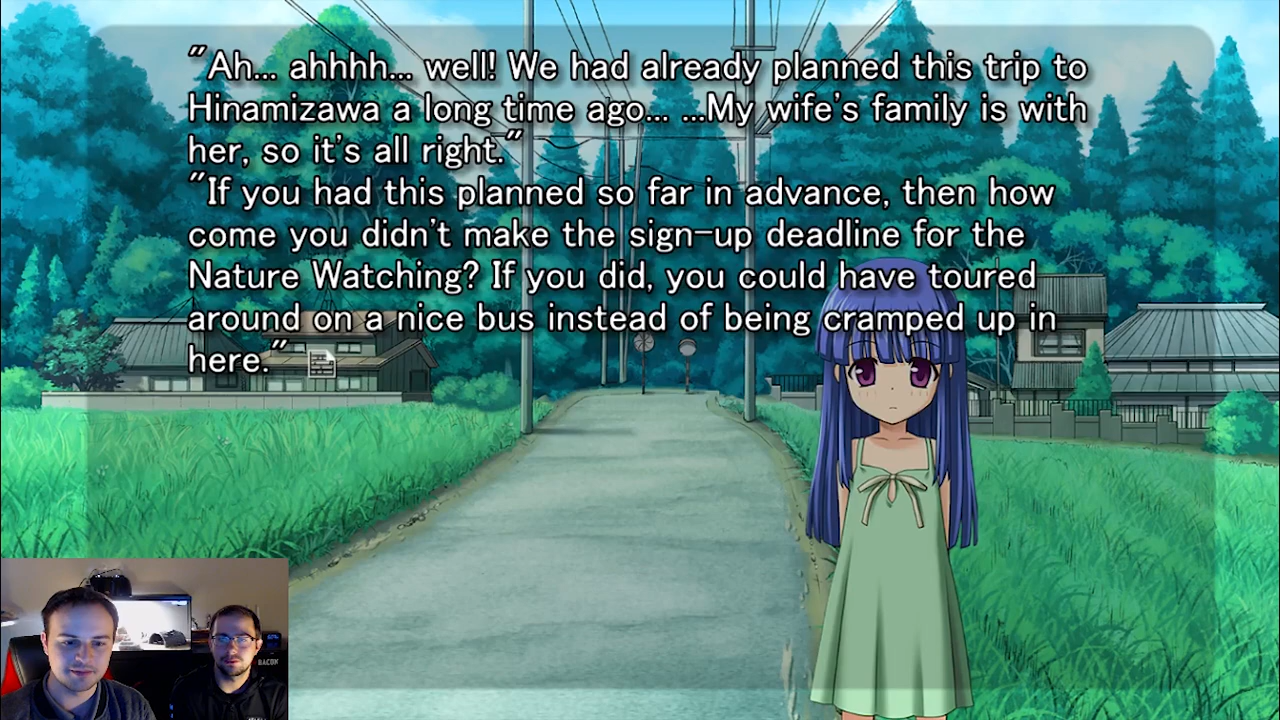 "Ah... ahhhh... well! We had already planned this trip to
Hinamizawa a long time ago... ...My wife's family is with
her, so it's all right."
"If you had this planned so far in advance, then how
come you didn't make the sign-up deadline for the
Nature Watching? If you did, you could have toured
around on a nice bus instead of being cramped up in
here."
BACON